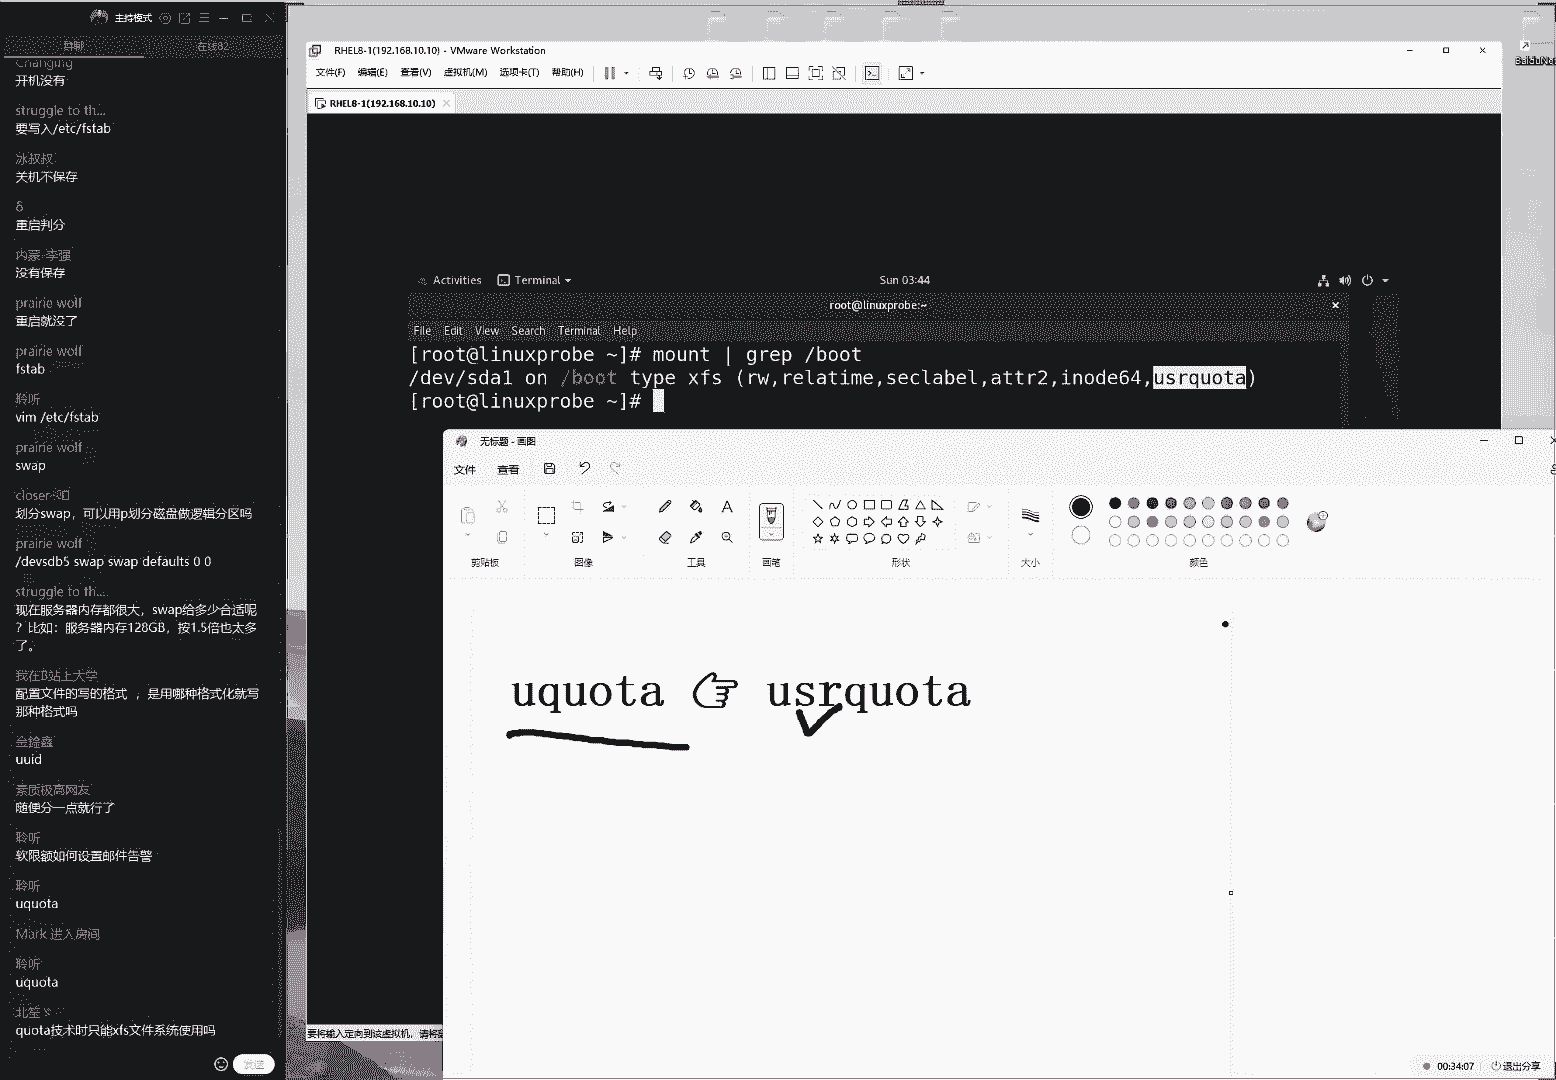 主持模式
群聊
在线82
Changing
开机没有
struggle to th...
要写入/etc/fstab
冰叔叔
关机不保存
δ
重启判分
内蒙-李强
没有保存
prairie wolf
重启就没了
prairie wolf
fstab
聆听
vim /etc/fstab
prairie wolf
swap
划分swap，可以用p划分磁盘做逻辑分区吗
prairie wolf
/devsdb5 swap swap defaults 0 0
struggle to th...
现在服务器内存都很大，swap给多少合适呢
？比如：服务器内存128GB，按1.5倍也太多
了。
我在B站上大学
配置文件的写的格式 ，是用哪种格式化就写
那种格式吗
uuid
素质极高网友
随便分一点就行了
聆听
软限额如何设置邮件告警
聆听
uquota
Mark 进入房间
聆听
uquota
quota技术时只能xfs文件系统使用吗
发送
RHEL8-1(192.168.10.10) - VMware Workstation
文件(F) 编辑(E) 查看(V) 虚拟机(M) 选项卡(T) 帮助(H)
RHEL8-1(192.168.10.10)
Activities Terminal Sun 03:44
root@linuxprobe:~
File Edit View Search Terminal Help
[root@linuxprobe ~]# mount | grep /boot
/dev/sda1 on /boot type xfs (rw,relatime,seclabel,attr2,inode64,usrquota)
[root@linuxprobe ~]#
无标题 - 画图
文件 查看
剪贴板 图像 工具 画笔 形状 大小 颜色
uquota 👉 usrquota
要将输入定向到该虚拟机，请将
00:34:07 退出分享